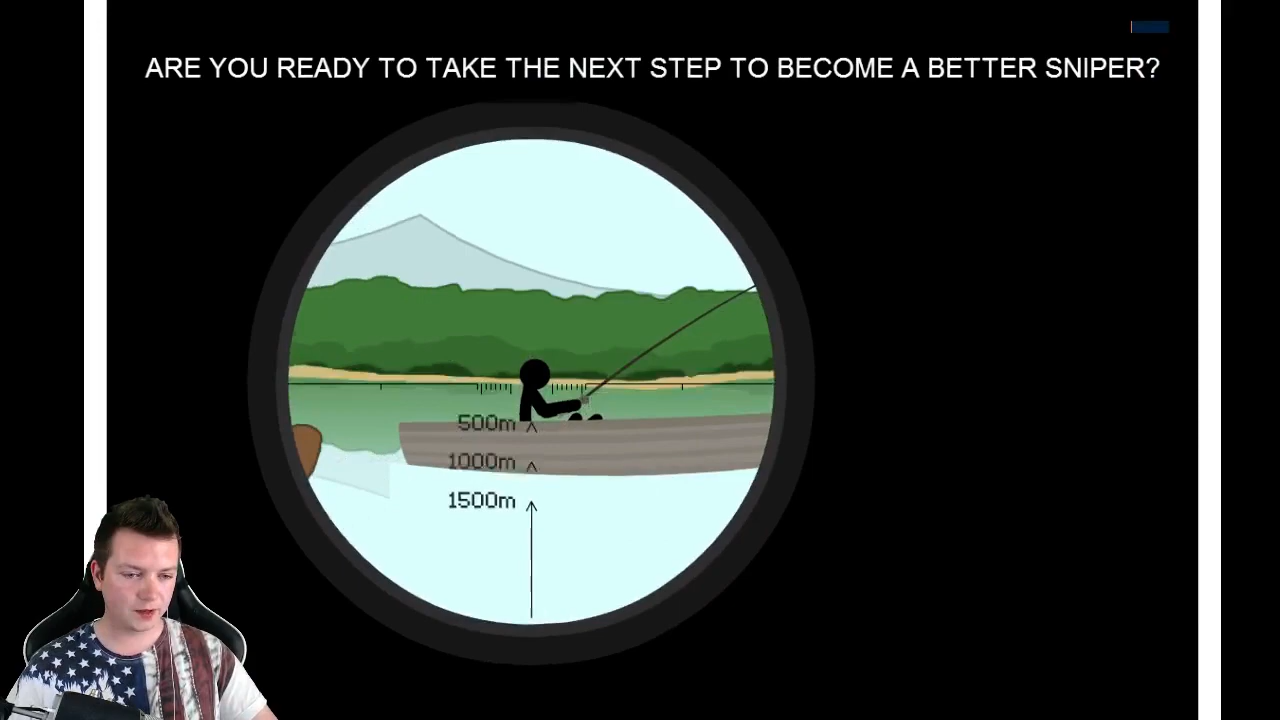 ARE YOU READY TO TAKE THE NEXT STEP TO BECOME A BETTER SNIPER?
500m
1000m
1500m